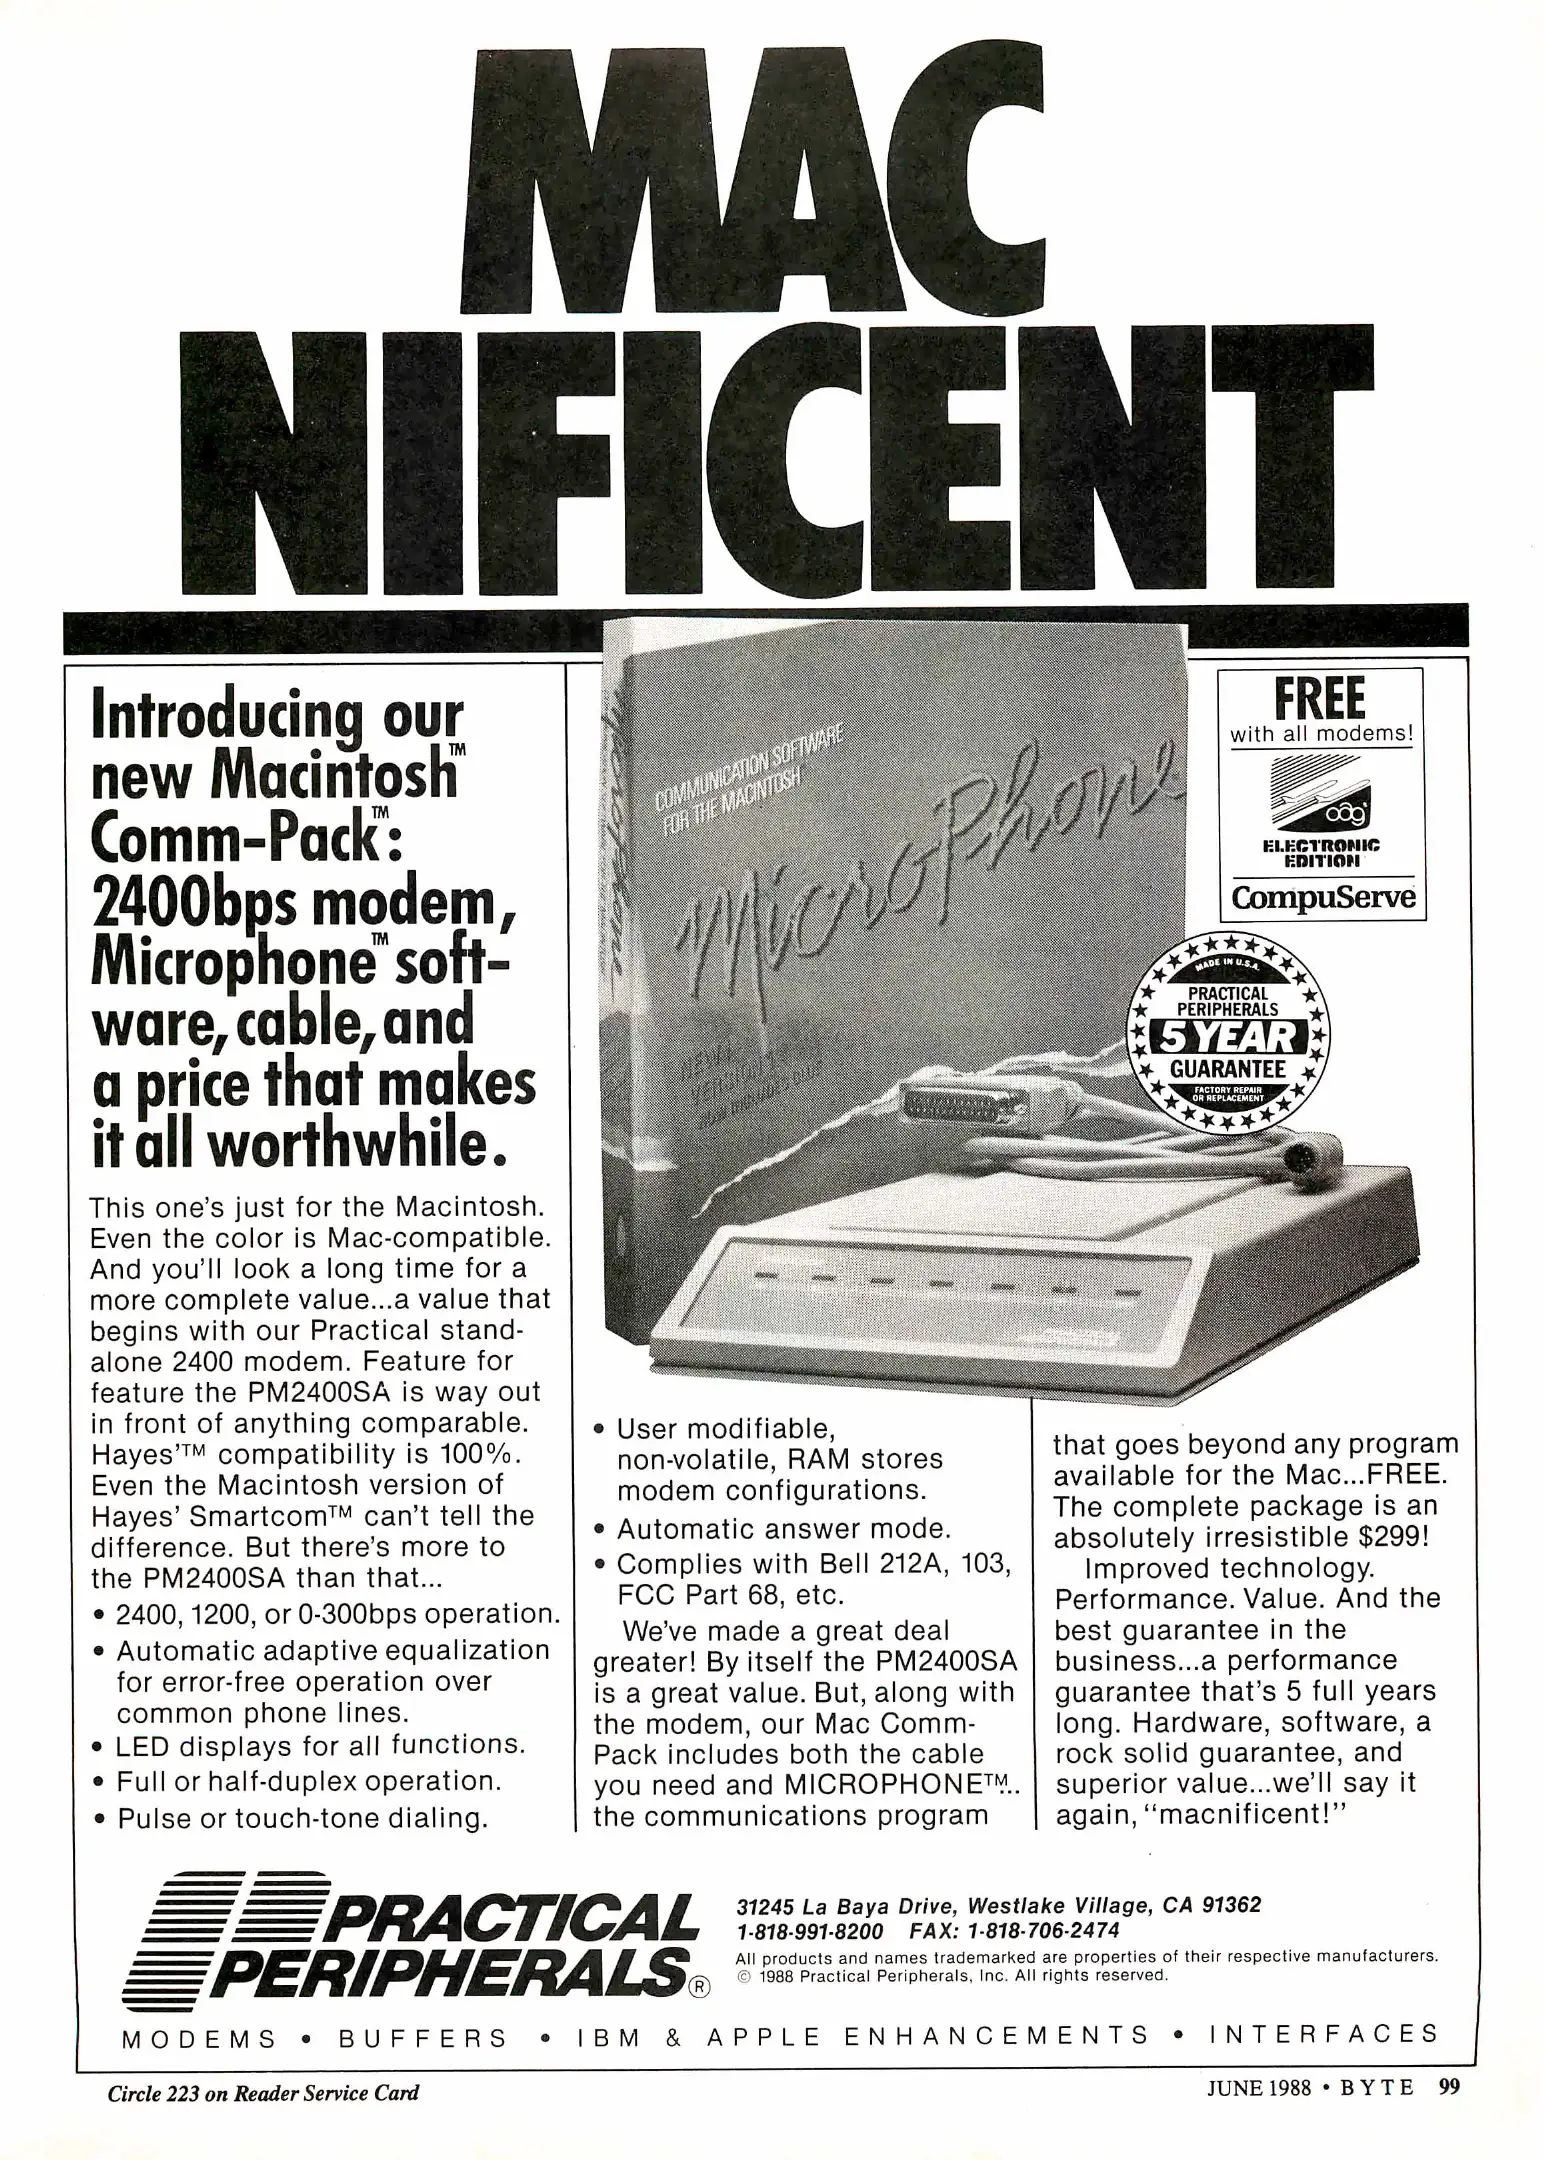 MAC
NIFICENT
Introducing our
new Macintosh™
Comm-Pack™:
2400bps modem,
Microphone™ soft-
ware, cable, and
a price that makes
it all worthwhile.
This one's just for the Macintosh.
Even the color is Mac-compatible.
And you'll look a long time for a
more complete value...a value that
begins with our Practical stand-
alone 2400 modem. Feature for
feature the PM2400SA is way out
in front of anything comparable.
Hayes'™ compatibility is 100%.
Even the Macintosh version of
Hayes' Smartcom™ can't tell the
difference. But there's more to
the PM2400SA than that...
• 2400, 1200, or 0-300bps operation.
• Automatic adaptive equalization
for error-free operation over
common phone lines.
• LED displays for all functions.
• Full or half-duplex operation.
• Pulse or touch-tone dialing.
COMMUNICATION SOFTWARE
FOR THE MACINTOSH™
MicroPhone
MicroPhone
FREE
with all modems!
oag
ELECTRONIC
EDITION
CompuServe
MADE IN U.S.A.
PRACTICAL
PERIPHERALS
5 YEAR
GUARANTEE
FACTORY REPAIR
OR REPLACEMENT
• User modifiable,
non-volatile, RAM stores
modem configurations.
• Automatic answer mode.
• Complies with Bell 212A, 103,
FCC Part 68, etc.
We've made a great deal
greater! By itself the PM2400SA
is a great value. But, along with
the modem, our Mac Comm-
Pack includes both the cable
you need and MICROPHONE™...
the communications program
that goes beyond any program
available for the Mac...FREE.
The complete package is an
absolutely irresistible $299!
Improved technology.
Performance. Value. And the
best guarantee in the
business...a performance
guarantee that's 5 full years
long. Hardware, software, a
rock solid guarantee, and
superior value...we'll say it
again, "macnificent!"
PRACTICAL
PERIPHERALS®
31245 La Baya Drive, Westlake Village, CA 91362
1-818-991-8200 FAX: 1-818-706-2474
All products and names trademarked are properties of their respective manufacturers.
© 1988 Practical Peripherals, Inc. All rights reserved.
MODEMS • BUFFERS • IBM & APPLE ENHANCEMENTS • INTERFACES
Circle 223 on Reader Service Card
JUNE 1988 • BYTE 99